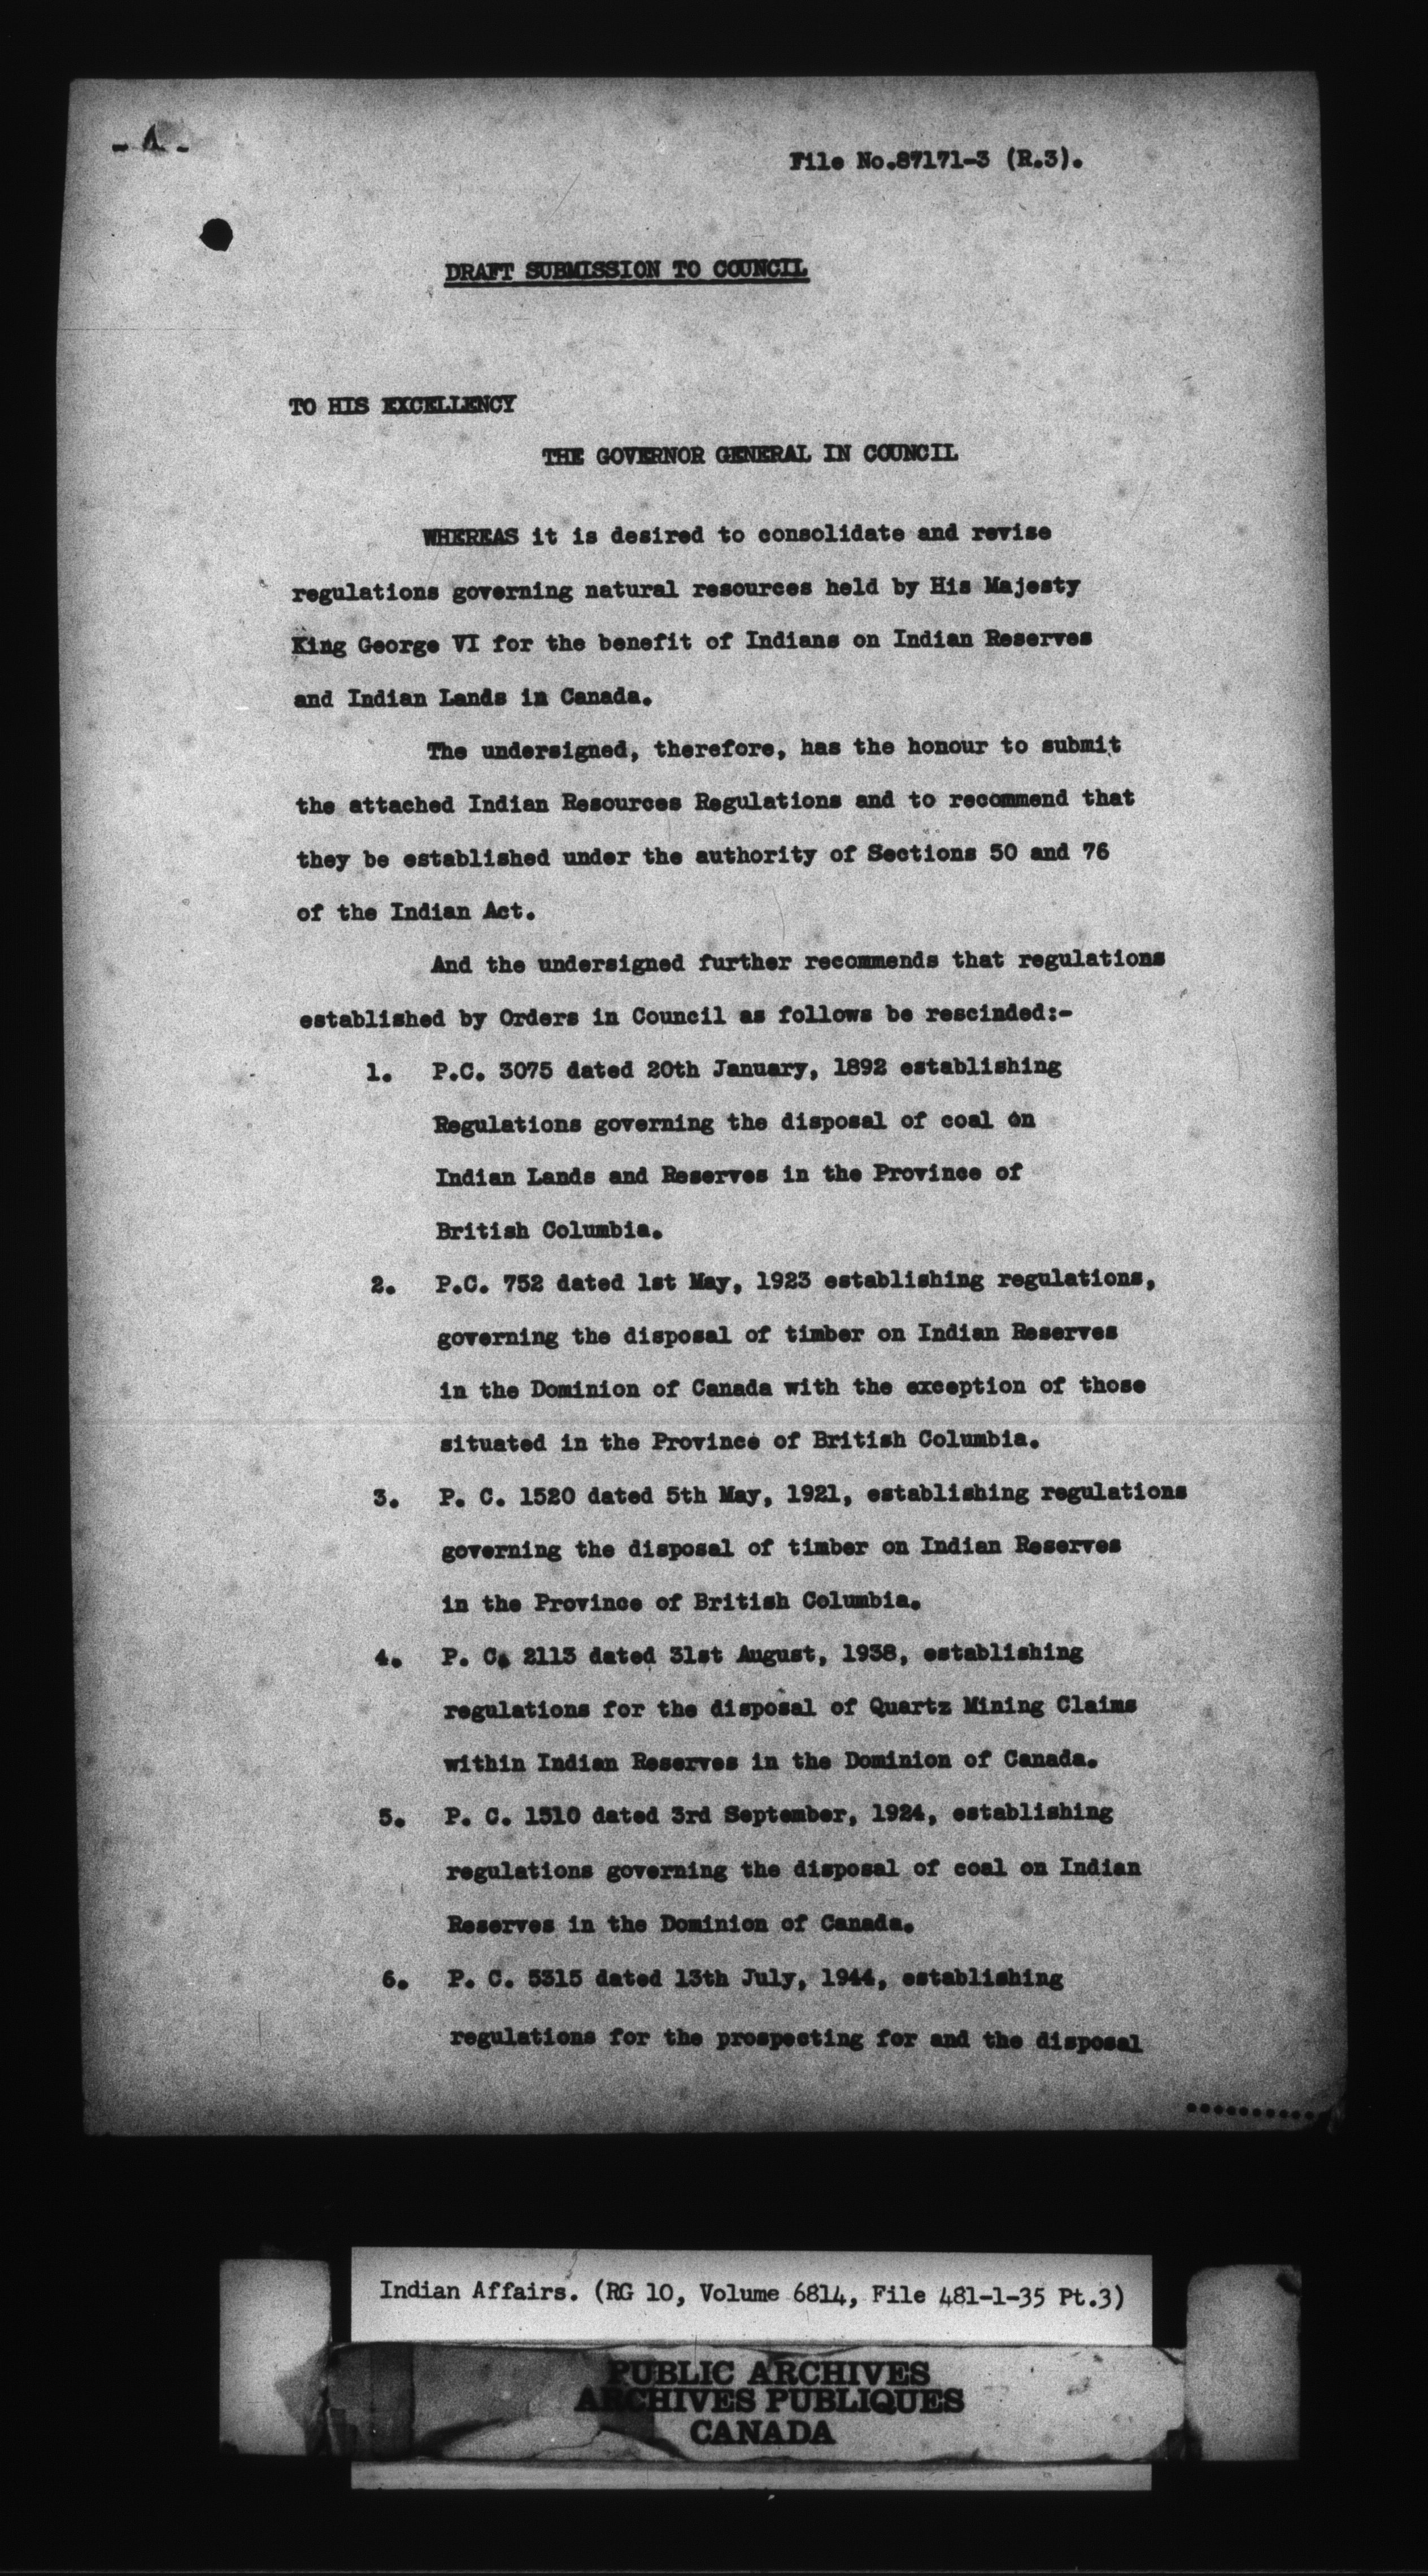 - A -
File No.87171-3 (R.3).
DRAFT SUBMISSION TO COUNCIL
TO HIS EXCELLENCY
THE GOVERNOR GENERAL IN COUNCIL
WHEREAS it is desired to consolidate and revise
regulations governing natural resources held by His Majesty
King George VI for the benefit of Indians on Indian Reserves
and Indian Lands in Canada.
The undersigned, therefore, has the honour to submit
the attached Indian Resources Regulations and to recommend that
they be established under the authority of Sections 50 and 76
of the Indian Act.
And the undersigned further recommends that regulations
established by Orders in Council as follows be rescinded:-
1. P.C. 3075 dated 20th January, 1892 establishing
Regulations governing the disposal of coal on
Indian Lands and Reserves in the Province of
British Columbia.
2. P.C. 752 dated 1st May, 1923 establishing regulations,
governing the disposal of timber on Indian Reserves
in the Dominion of Canada with the exception of those
situated in the Province of British Columbia.
3. P. C. 1520 dated 5th May, 1921, establishing regulations
governing the disposal of timber on Indian Reserves
in the Province of British Columbia.
4. P. C. 2113 dated 31st August, 1938, establishing
regulations for the disposal of Quartz Mining Claims
within Indian Reserves in the Dominion of Canada.
5. P. C. 1510 dated 3rd September, 1924, establishing
regulations governing the disposal of coal on Indian
Reserves in the Dominion of Canada.
6. P. C. 5315 dated 13th July, 1944, establishing
regulations for the prospecting for and the disposal
...........
Indian Affairs. (RG 10, Volume 6814, File 481-1-35 Pt.3)
PUBLIC ARCHIVES
ARCHIVES PUBLIQUES
CANADA